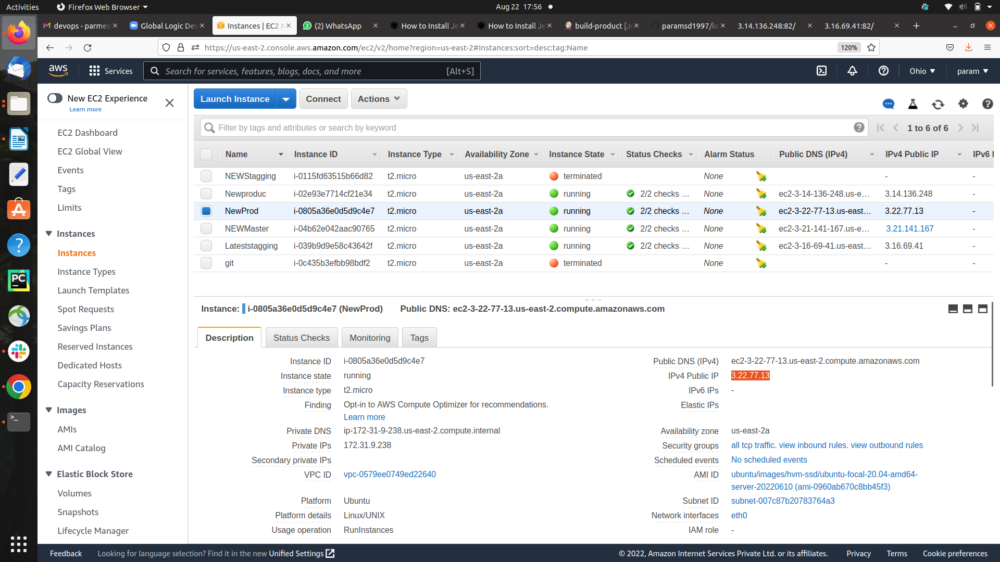 Activities
Firefox Web Browser
Aug 22 17:56
devops - parmes
Global Logic De
Instances | EC2 M
(2) WhatsApp
How to Install Je
How to Install Je
build-product [Je
paramsd1997/lo
3.14.136.248:82/
3.16.69.41:82/
https://us-east-2.console.aws.amazon.com/ec2/v2/home?region=us-east-2#Instances:sort=desc:tag:Name
120%
aws
Services
Search for services, features, blogs, docs, and more
[Alt+S]
Ohio
param
New EC2 Experience
Learn more
EC2 Dashboard
EC2 Global View
Events
Tags
Limits
Instances
Instances
Instance Types
Launch Templates
Spot Requests
Savings Plans
Reserved Instances
Dedicated Hosts
Capacity Reservations
Images
AMIs
AMI Catalog
Elastic Block Store
Volumes
Snapshots
Lifecycle Manager
Launch Instance
Connect
Actions
Filter by tags and attributes or search by keyword
1 to 6 of 6
Name Instance ID Instance Type Availability Zone Instance State Status Checks Alarm Status Public DNS (IPv4) IPv4 Public IP IPv6 I
NEWStagging i-0115fd63515b66d82 t2.micro us-east-2a terminated None - -
Newproduc i-02e93e7714cf21e34 t2.micro us-east-2a running 2/2 checks … None ec2-3-14-136-248.us-e… 3.14.136.248 -
NewProd i-0805a36e0d5d9c4e7 t2.micro us-east-2a running 2/2 checks … None ec2-3-22-77-13.us-east… 3.22.77.13 -
NEWMaster i-04b62e042aac90765 t2.micro us-east-2a running 2/2 checks … None ec2-3-21-141-167.us-e… 3.21.141.167 -
Lateststagging i-039b9d9e58c43642f t2.micro us-east-2a running 2/2 checks … None ec2-3-16-69-41.us-east… 3.16.69.41 -
git i-0c435b3efbb98bdf2 t2.micro us-east-2a terminated None - -
Instance: i-0805a36e0d5d9c4e7 (NewProd) Public DNS: ec2-3-22-77-13.us-east-2.compute.amazonaws.com
Description
Status Checks
Monitoring
Tags
Instance ID i-0805a36e0d5d9c4e7
Instance state running
Instance type t2.micro
Finding Opt-in to AWS Compute Optimizer for recommendations.
Learn more
Private DNS ip-172-31-9-238.us-east-2.compute.internal
Private IPs 172.31.9.238
Secondary private IPs
VPC ID vpc-0579ee0749ed22640
Platform Ubuntu
Platform details Linux/UNIX
Usage operation RunInstances
Public DNS (IPv4) ec2-3-22-77-13.us-east-2.compute.amazonaws.com
IPv4 Public IP 3.22.77.13
IPv6 IPs -
Elastic IPs
Availability zone us-east-2a
Security groups all tcp traffic. view inbound rules. view outbound rules
Scheduled events No scheduled events
AMI ID ubuntu/images/hvm-ssd/ubuntu-focal-20.04-amd64-
server-20220610 (ami-0960ab670c8bb45f3)
Subnet ID subnet-007c87b20783764a3
Network interfaces eth0
IAM role -
Feedback
Looking for language selection? Find it in the new Unified Settings
© 2022, Amazon Internet Services Private Ltd. or its affiliates.
Privacy
Terms
Cookie preferences
PC